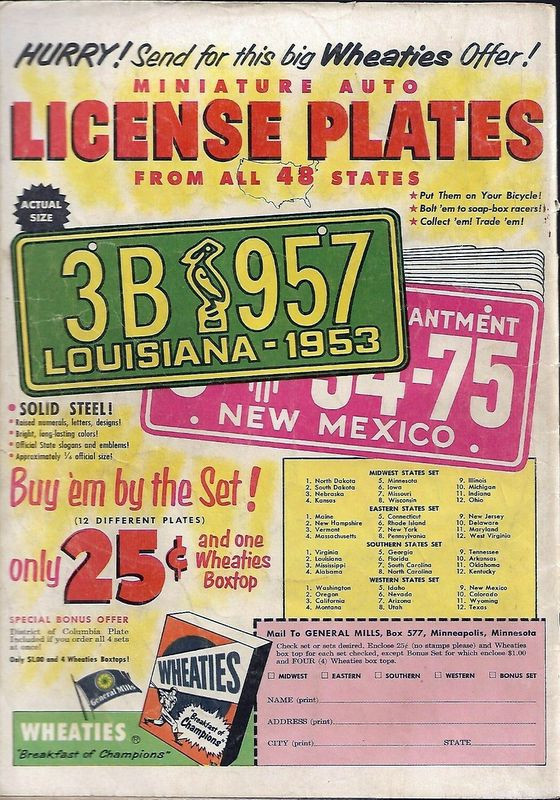 HURRY! Send for this big Wheaties Offer!
MINIATURE AUTO
LICENSE PLATES
FROM ALL 48 STATES
ACTUAL SIZE
★ Put Them on Your Bicycle!
★ Bolt 'em to soap-box racers!
★ Collect 'em! Trade 'em!
3B 957
LOUISIANA - 1953
ANTMENT
54-75
NEW MEXICO
• SOLID STEEL!
• Raised numerals, letters, designs!
• Bright, long-lasting colors!
• Official State slogans and emblems!
• Approximately ¼ official size!
Buy 'em by the Set!
(12 DIFFERENT PLATES)
only 25¢ and one Wheaties Boxtop
SPECIAL BONUS OFFER
District of Columbia Plate
Included if you order all 4 sets
at once!
Only $1.00 and 4 Wheaties Boxtops!
MIDWEST STATES SET
1. North Dakota 5. Minnesota 9. Illinois
2. South Dakota 6. Iowa 10. Michigan
3. Nebraska 7. Missouri 11. Indiana
4. Kansas 8. Wisconsin 12. Ohio
EASTERN STATES SET
1. Maine 5. Connecticut 9. New Jersey
2. New Hampshire 6. Rhode Island 10. Delaware
3. Vermont 7. New York 11. Maryland
4. Massachusetts 8. Pennsylvania 12. West Virginia
SOUTHERN STATES SET
1. Virginia 5. Georgia 9. Tennessee
2. Louisiana 6. Florida 10. Arkansas
3. Mississippi 7. South Carolina 11. Oklahoma
4. Alabama 8. North Carolina 12. Kentucky
WESTERN STATES SET
1. Washington 5. Idaho 9. New Mexico
2. Oregon 6. Nevada 10. Colorado
3. California 7. Arizona 11. Wyoming
4. Montana 8. Utah 12. Texas
Mail To GENERAL MILLS, Box 577, Minneapolis, Minnesota
Check set or sets desired. Enclose 25¢ (no stamps please) and Wheaties
box top for each set checked, except Bonus Set for which enclose $1.00
and FOUR (4) Wheaties box tops.
☐ MIDWEST ☐ EASTERN ☐ SOUTHERN ☐ WESTERN ☐ BONUS SET
NAME (print)
ADDRESS (print)
CITY (print) STATE
General Mills
WHEATIES
"Breakfast of Champions"
WHEATIES ®
"Breakfast of Champions"